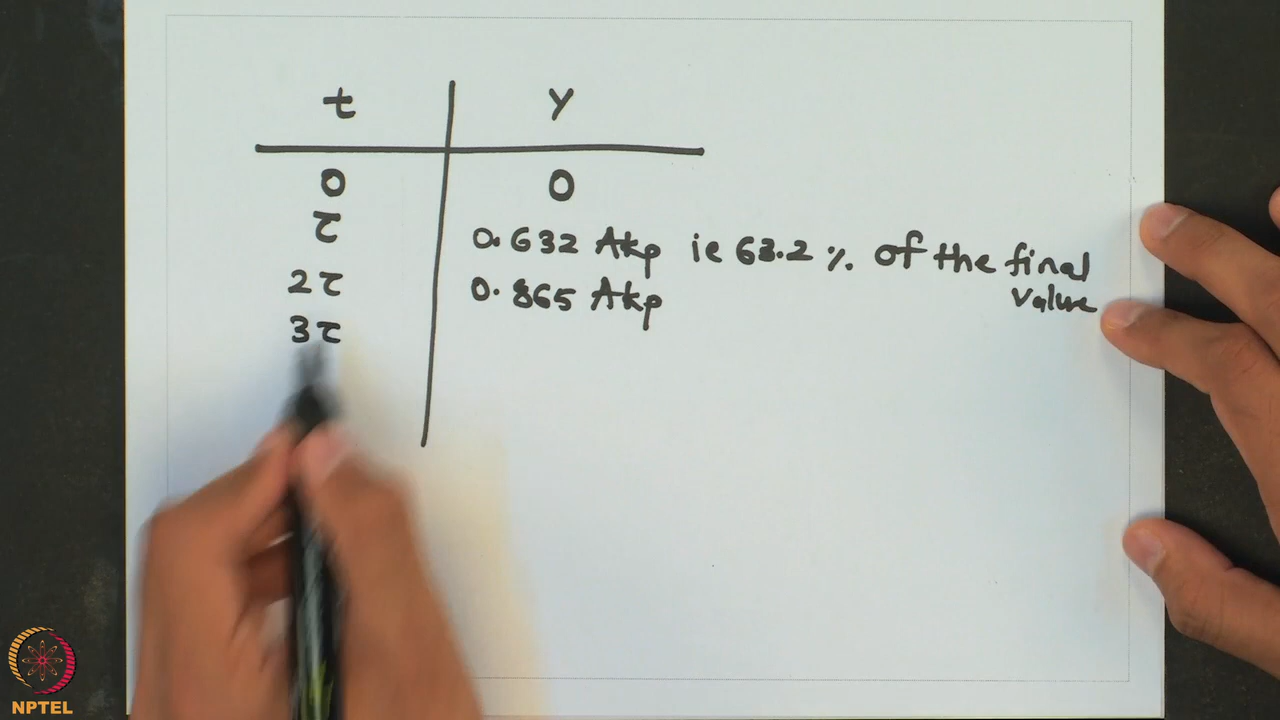 t y
0 0
τ 0.632 Akp ie 63.2 % of the final value
2τ 0.865 Akp
3τ
NPTEL